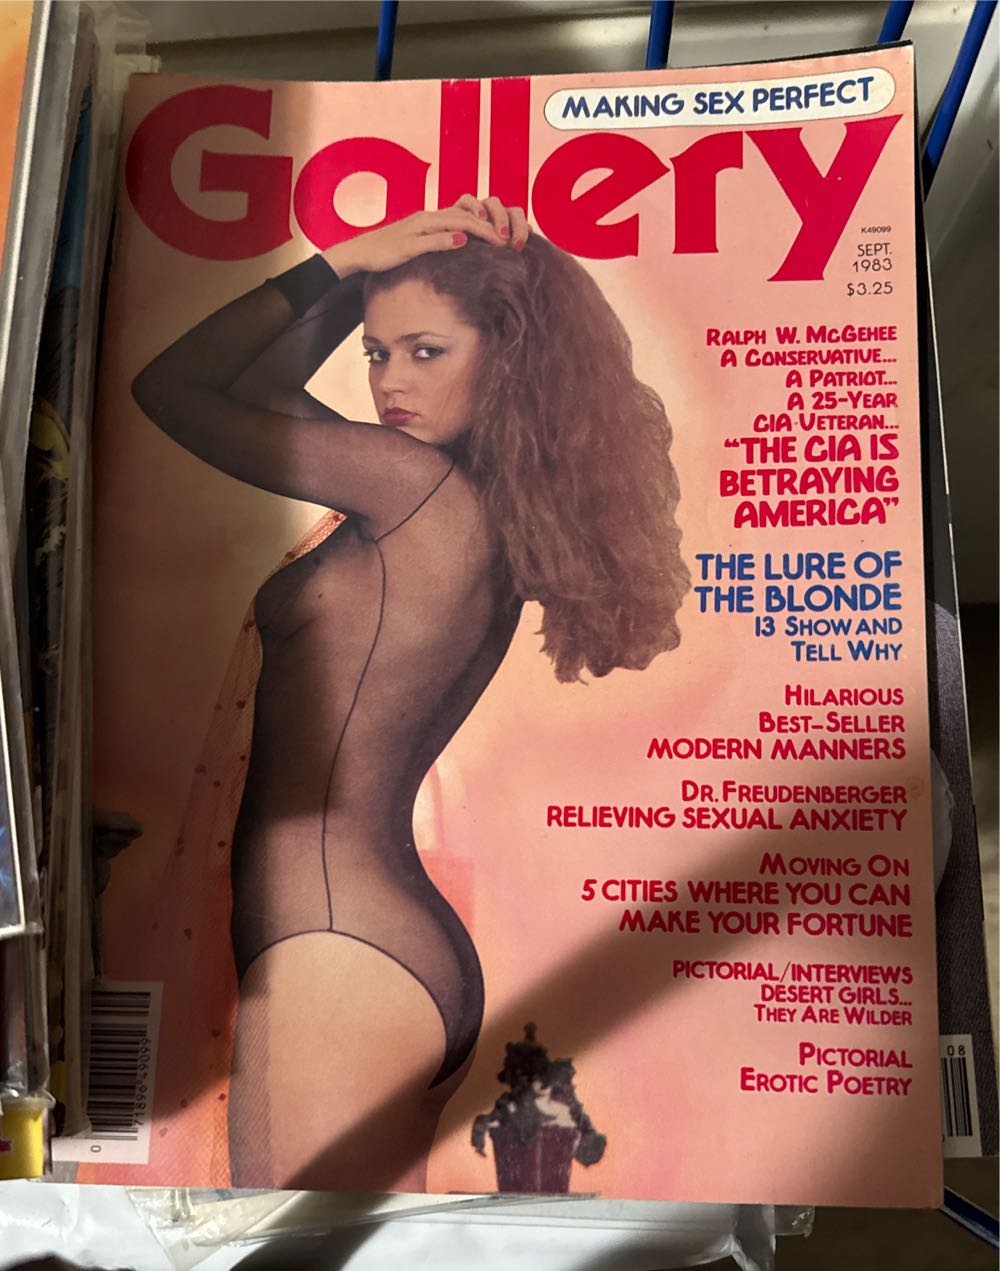 MAKING SEX PERFECT
Gallery
K49099
SEPT.
1983
$3.25
RALPH W. MCGEHEE
A CONSERVATIVE...
A PATRIOT...
A 25-YEAR
CIA VETERAN...
"THE CIA IS
BETRAYING
AMERICA"
THE LURE OF
THE BLONDE
13 SHOW AND
TELL WHY
HILARIOUS
BEST-SELLER
MODERN MANNERS
DR. FREUDENBERGER
RELIEVING SEXUAL ANXIETY
MOVING ON
5 CITIES WHERE YOU CAN
MAKE YOUR FORTUNE
PICTORIAL/INTERVIEWS
DESERT GIRLS...
THEY ARE WILDER
PICTORIAL
EROTIC POETRY
0 71896 49099
08